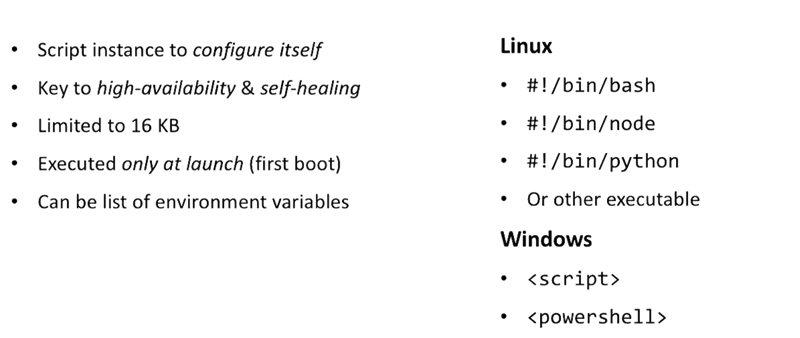 • Script instance to configure itself
• Key to high-availability & self-healing
• Limited to 16 KB
• Executed only at launch (first boot)
• Can be list of environment variables
Linux
• #!/bin/bash
• #!/bin/node
• #!/bin/python
• Or other executable
Windows
• <script>
• <powershell>